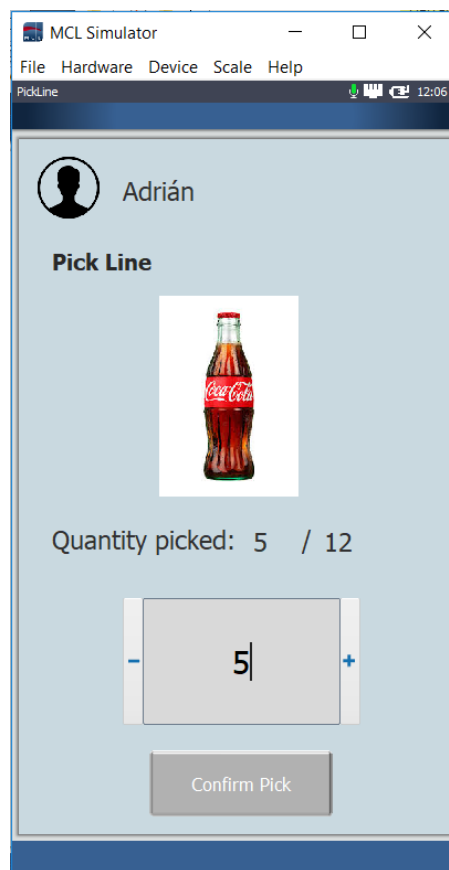 MCL Simulator
File Hardware Device Scale Help
PickLine 12:06
Adrián
Pick Line
Coca-Cola
Quantity picked: 5 / 12
- 5 +
Confirm Pick